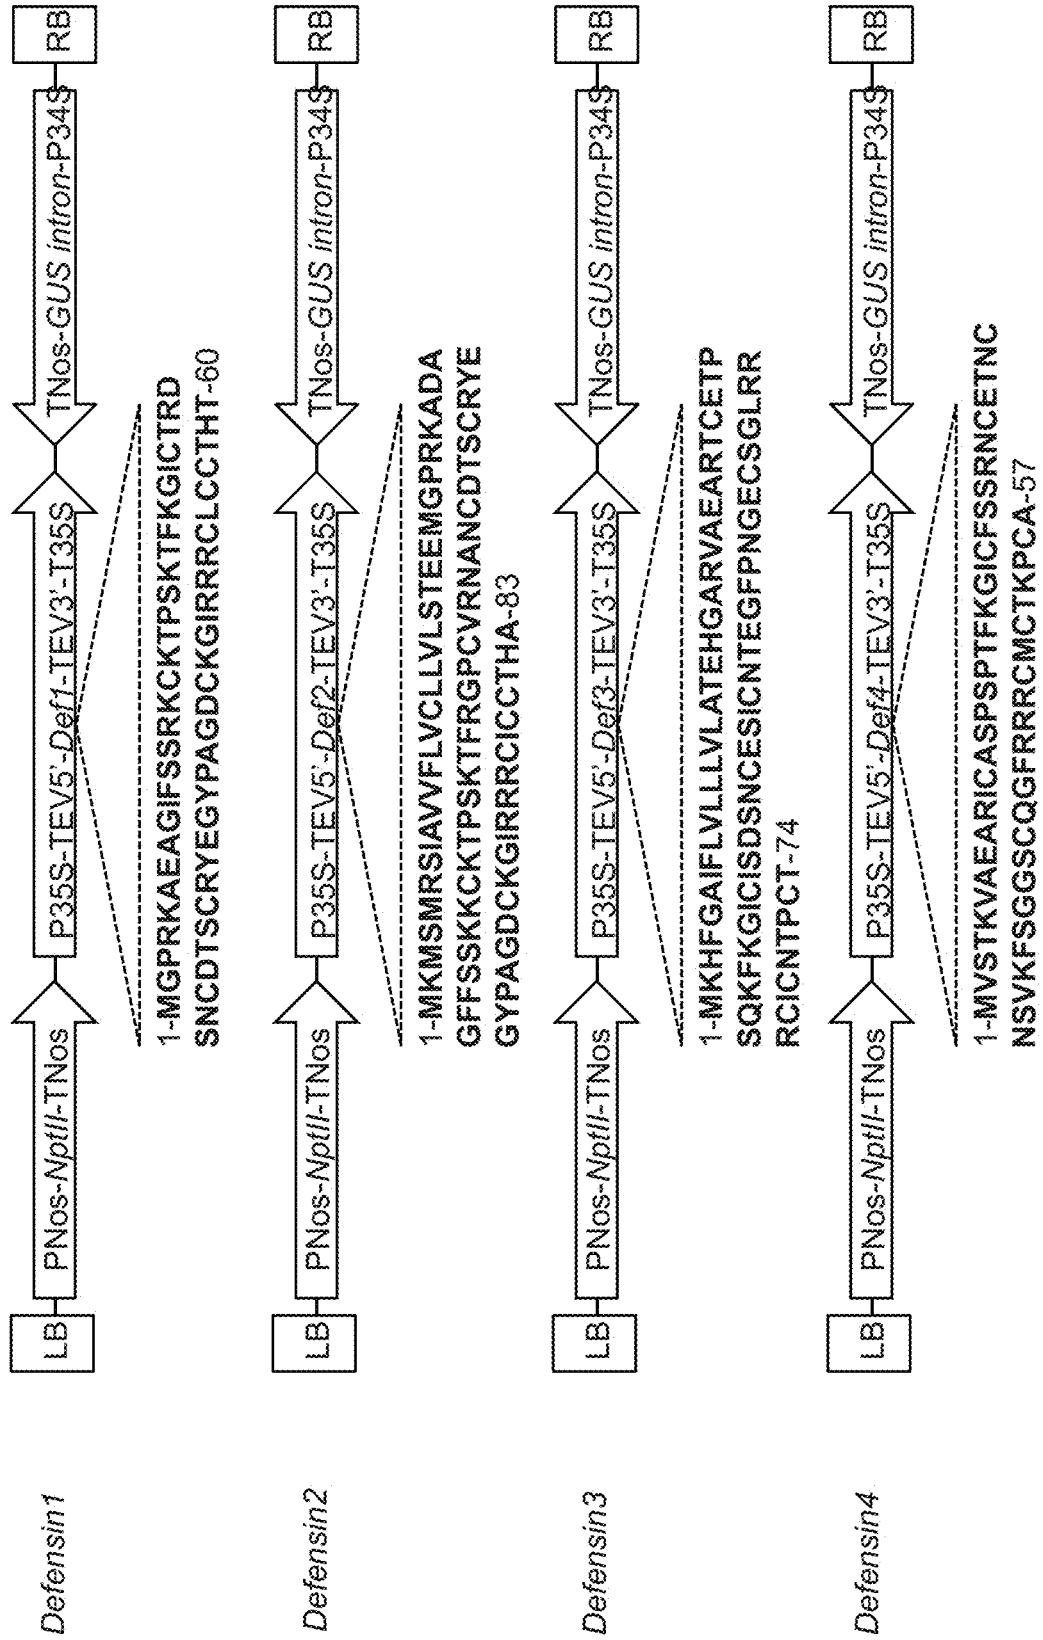 Defensin1
LB PNos-NptII-TNos P35S-TEV5'-Def1-TEV3'-T35S TNos-GUS intron-P34S RB
1-MGPRKAEAGIFSSRKCKTPSKTFKGICTRD
SNCDTSCRYEGYPAGDCKGIRRRCLCCTHT-60
Defensin2
LB PNos-NptII-TNos P35S-TEV5'-Def2-TEV3'-T35S TNos-GUS intron-P34S RB
1-MKMSMRSIAVVFLVCLLVLSTEEMGPRKADA
GFFSSKKCKTPSKTFRGPCVRNANCDTSCRYE
GYPAGDCKGIRRRCICCTHA-83
Defensin3
LB PNos-NptII-TNos P35S-TEV5'-Def3-TEV3'-T35S TNos-GUS intron-P34S RB
1-MKHFGAIFLVLLLVLATEHGARVAEARTCETP
SQKFKGICISDSNCESICNTEGFPNGECSGLRR
RCICNTPCT-74
Defensin4
LB PNos-NptII-TNos P35S-TEV5'-Def4-TEV3'-T35S TNos-GUS intron-P34S RB
1-MVSTKVAEARICASPSPTFKGICFSSRNCETNC
NSVKFSGGSCQGFRRRCMCTKPCA-57